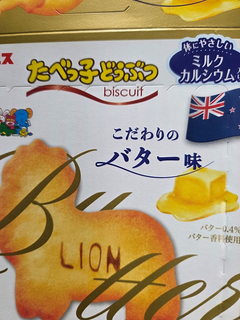 体にやさしい
ミルク
カルシウム
たべっ子どうぶつ
biscuit
こだわりの
バター味
バター0.4%
バター香料使用
LION
Butter